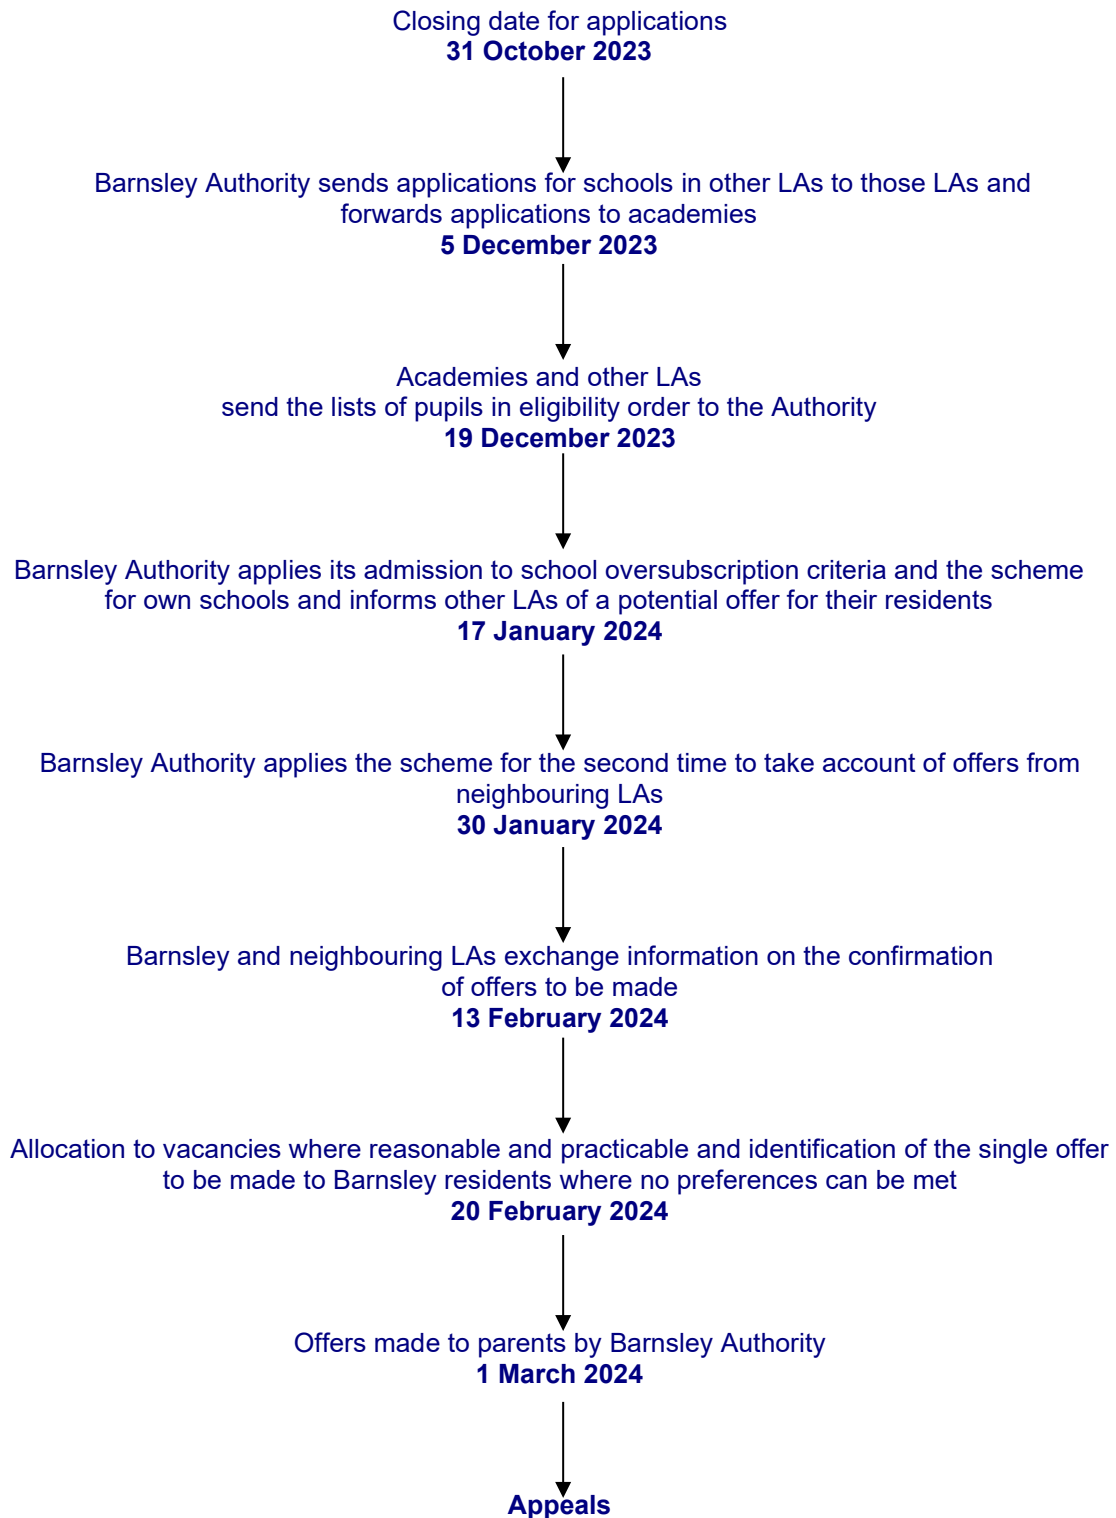 Closing date for applications
31 October 2023
Barnsley Authority sends applications for schools in other LAs to those LAs and
forwards applications to academies
5 December 2023
Academies and other LAs
send the lists of pupils in eligibility order to the Authority
19 December 2023
Barnsley Authority applies its admission to school oversubscription criteria and the scheme
for own schools and informs other LAs of a potential offer for their residents
17 January 2024
Barnsley Authority applies the scheme for the second time to take account of offers from
neighbouring LAs
30 January 2024
Barnsley and neighbouring LAs exchange information on the confirmation
of offers to be made
13 February 2024
Allocation to vacancies where reasonable and practicable and identification of the single offer
to be made to Barnsley residents where no preferences can be met
20 February 2024
Offers made to parents by Barnsley Authority
1 March 2024
Appeals